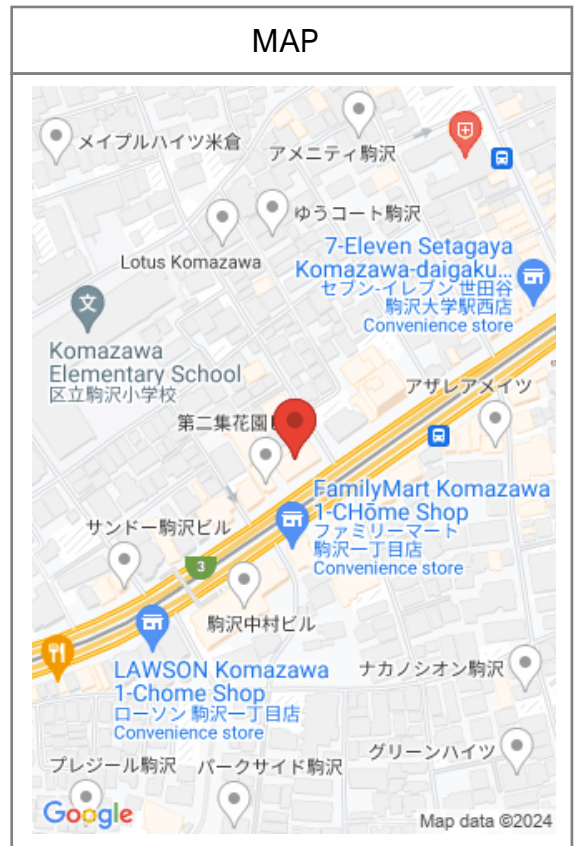 MAP
メイプルハイツ米倉
アメニティ駒沢
ゆうコート駒沢
Lotus Komazawa
7-Eleven Setagaya
Komazawa-daigaku...
セブン-イレブン 世田谷
駒沢大学駅西店
Convenience store
文
Komazawa
Elementary School
区立駒沢小学校
アザレアメイツ
第二集花園
FamilyMart Komazawa
1-CHōme Shop
ファミリーマート
駒沢一丁目店
Convenience store
サンドー駒沢ビル
3
駒沢中村ビル
LAWSON Komazawa
1-Chome Shop
ローソン 駒沢一丁目店
Convenience store
ナカノシオン駒沢
グリーンハイツ
プレジール駒沢
パークサイド駒沢
Google
Map data ©2024